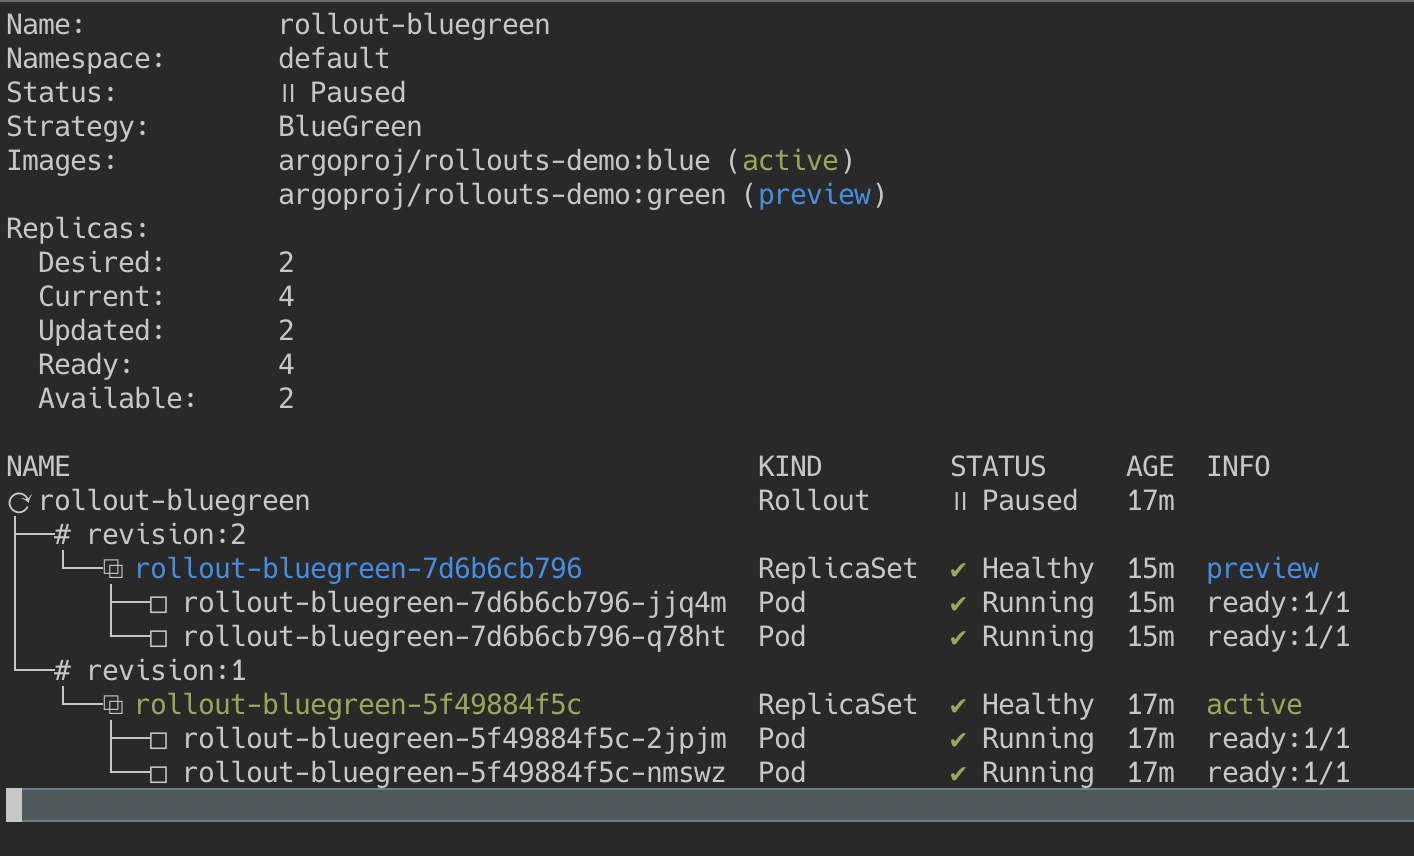 Name: rollout-bluegreen
Namespace: default
Status: ॥ Paused
Strategy: BlueGreen
Images: argoproj/rollouts-demo:blue (active)
argoproj/rollouts-demo:green (preview)
Replicas:
Desired: 2
Current: 4
Updated: 2
Ready: 4
Available: 2
NAME KIND STATUS AGE INFO
⟳ rollout-bluegreen Rollout ॥ Paused 17m
├──# revision:2
│  └──⧉ rollout-bluegreen-7d6b6cb796 ReplicaSet ✔ Healthy 15m preview
│     ├──□ rollout-bluegreen-7d6b6cb796-jjq4m Pod ✔ Running 15m ready:1/1
│     └──□ rollout-bluegreen-7d6b6cb796-q78ht Pod ✔ Running 15m ready:1/1
└──# revision:1
   └──⧉ rollout-bluegreen-5f49884f5c ReplicaSet ✔ Healthy 17m active
      ├──□ rollout-bluegreen-5f49884f5c-2jpjm Pod ✔ Running 17m ready:1/1
      └──□ rollout-bluegreen-5f49884f5c-nmswz Pod ✔ Running 17m ready:1/1